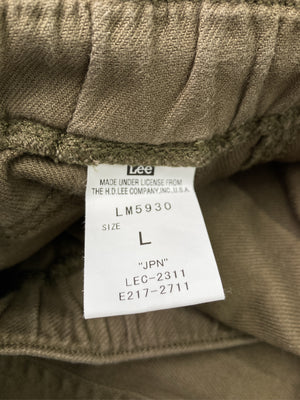 Lee
MADE UNDER LICENSE FROM
THE H.D.LEE COMPANY,INC.,U.S.A.
LM5930
SIZE
L
"JPN"
LEC-2311
E217-2711